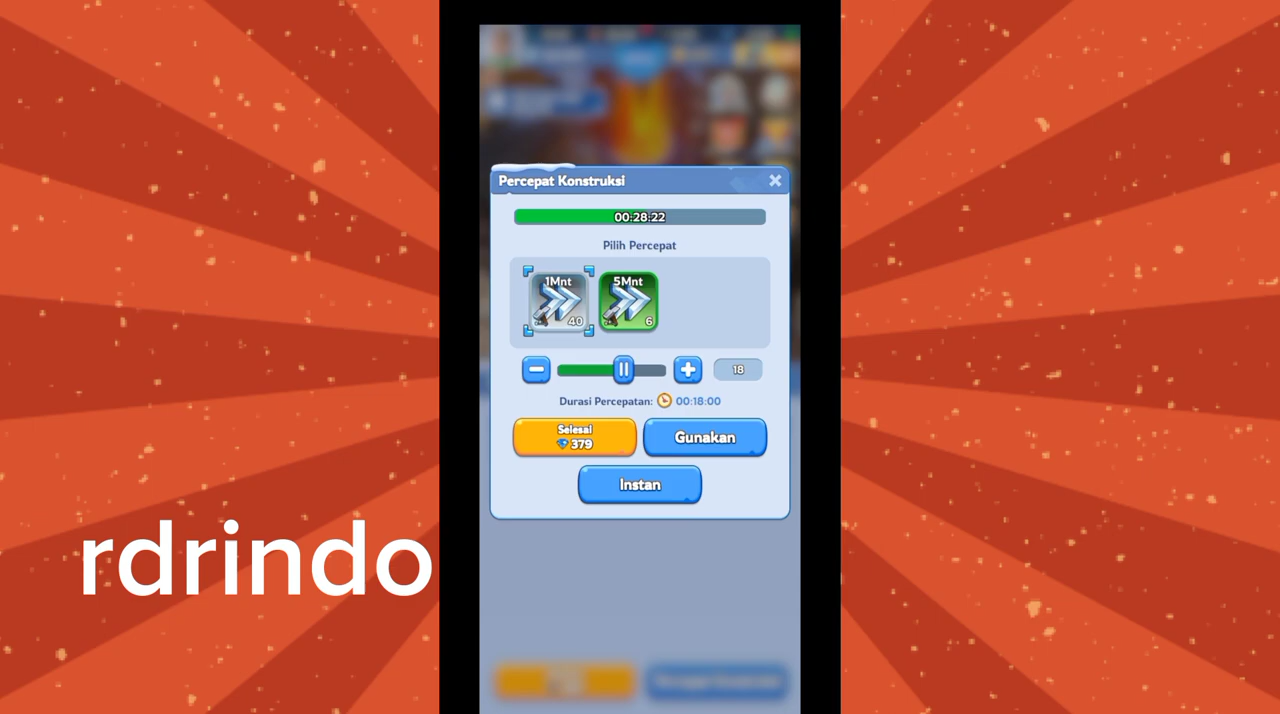 Percepat Konstruksi
00:28:22
Pilih Percepat
1Mnt 5Mnt
40 6
18
Durasi Percepatan: 00:18:00
Selesai
379
Gunakan
Instan
rdrindo